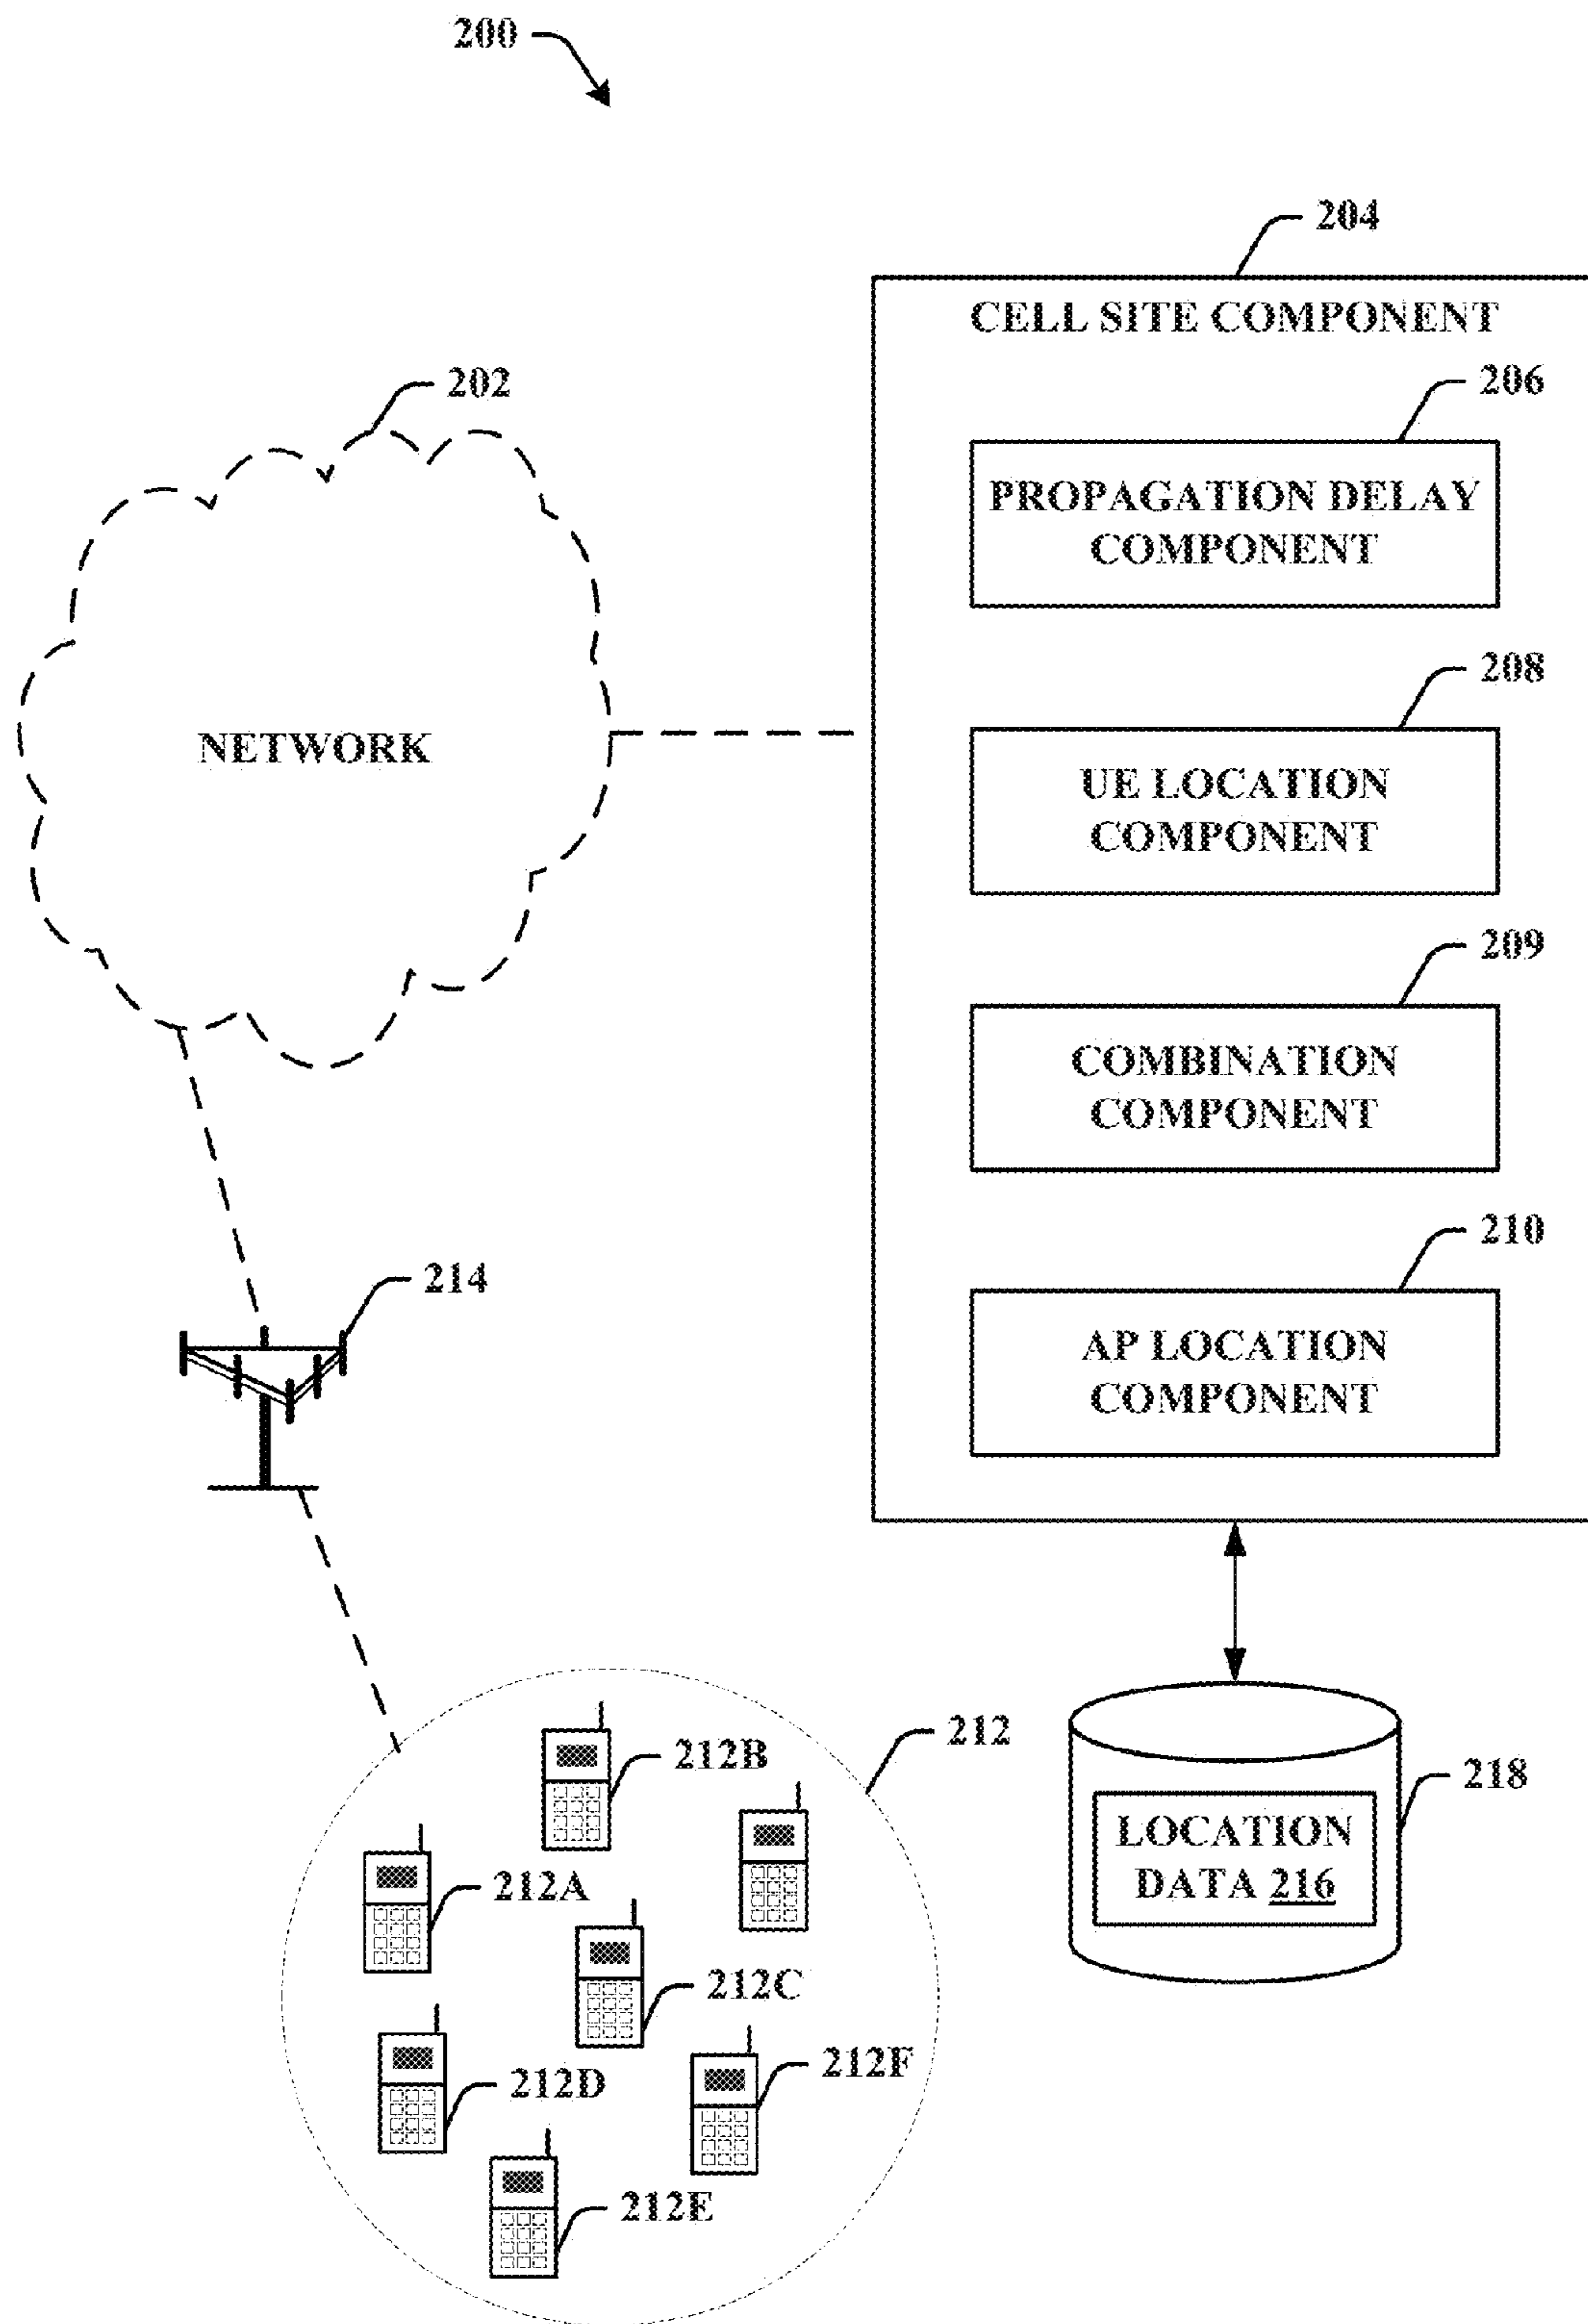 200
204
CELL SITE COMPONENT
202
206
PROPAGATION DELAY
COMPONENT
208
NETWORK
UE LOCATION
COMPONENT
209
COMBINATION
COMPONENT
210
214
AP LOCATION
COMPONENT
212
212B
218
LOCATION
DATA 216
212A
212C
212D
212F
212E